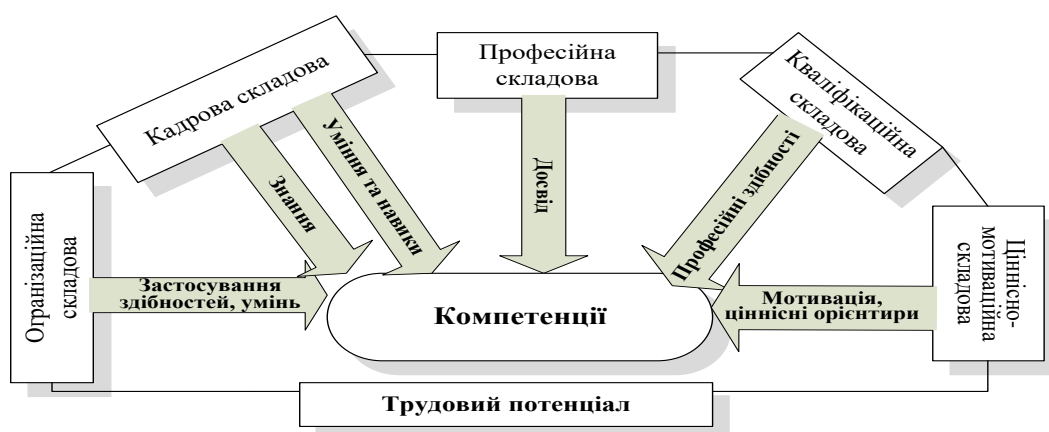 Професійна
складова
Кадрова складова
Кваліфікаційна
складова
Огранізаційна
складова
Ціннісно-
мотиваційна
складова
Знання
Уміння та навики
Досвід
Професійні здібності
Застосування
здібностей, умінь
Мотивація,
ціннісні орієнтири
Компетенції
Трудовий потенціал